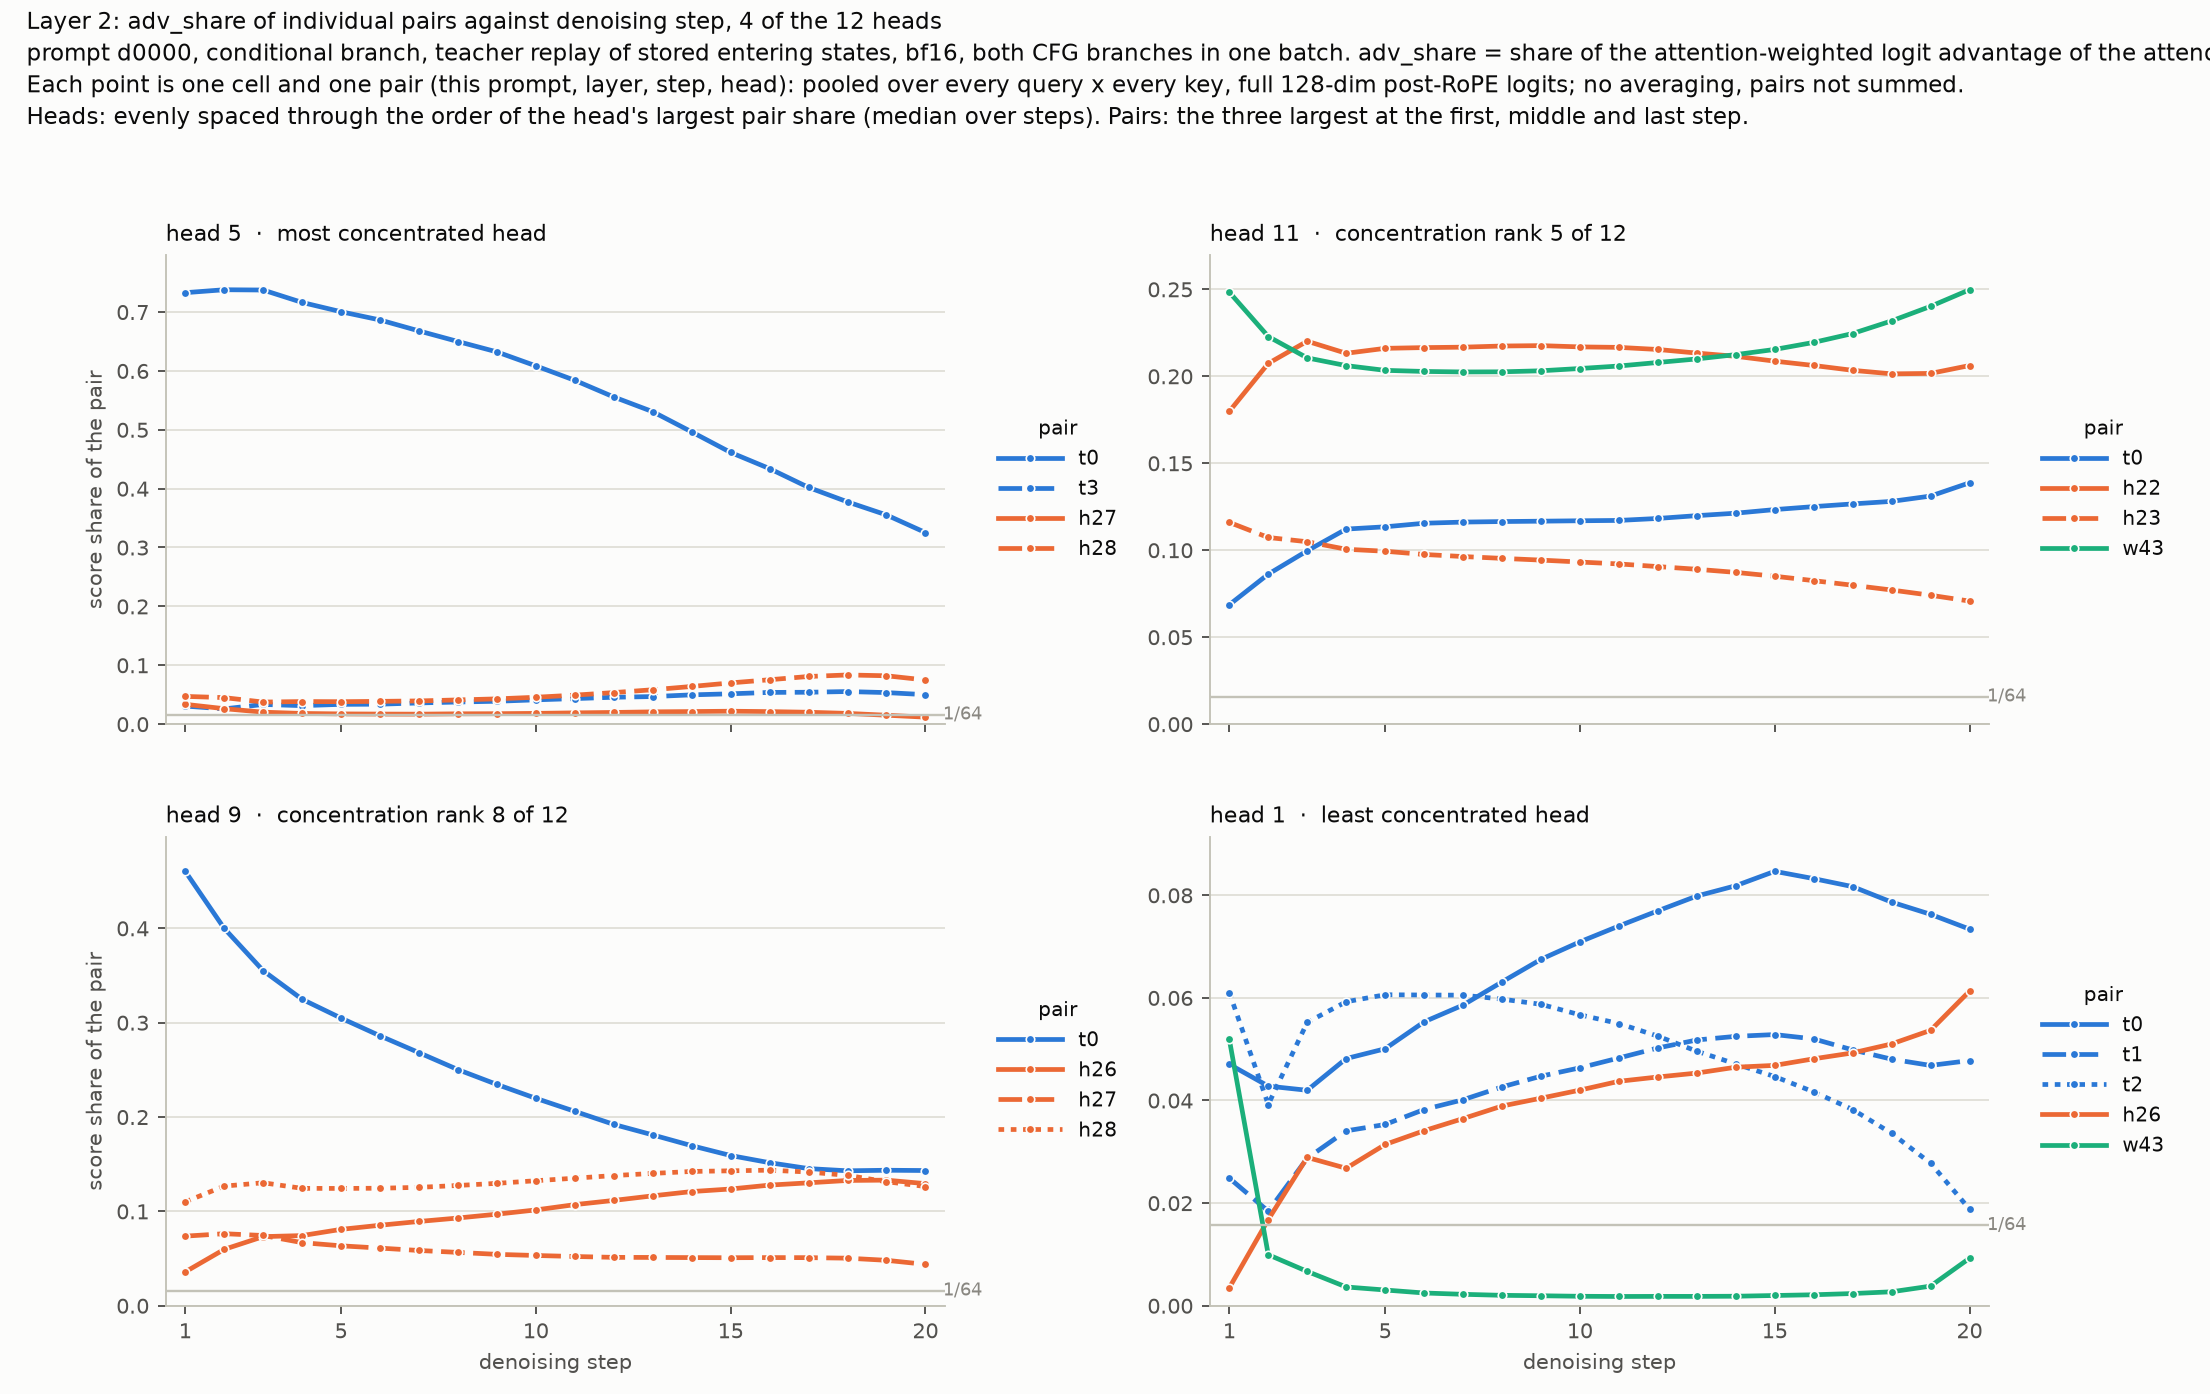 Layer 2: adv_share of individual pairs against denoising step, 4 of the 12 heads
prompt d0000, conditional branch, teacher replay of stored entering states, bf16, both CFG branches in one batch. adv_share = share of the attention-weighted logit advantage of the
Each point is one cell and one pair (this prompt, layer, step, head): pooled over every query x every key, full 128-dim post-RoPE logits; no averaging, pairs not summed.
Heads: evenly spaced through the order of the head's largest pair share (median over steps). Pairs: the three largest at the first, middle and last step.
head 5 · most concentrated head
score share of the pair
0.7
0.6
0.5
0.4
0.3
0.2
0.1
0.0
1/64
pair
t0
t3
h27
h28
head 11 · concentration rank 5 of 12
0.25
0.20
0.15
0.10
0.05
0.00
1/64
pair
t0
h22
h23
w43
head 9 · concentration rank 8 of 12
score share of the pair
0.4
0.3
0.2
0.1
0.0
1/64
1 5 10 15 20
denoising step
pair
t0
h26
h27
h28
head 1 · least concentrated head
0.08
0.06
0.04
0.02
0.00
1/64
1 5 10 15 20
denoising step
pair
t0
t1
t2
h26
w43